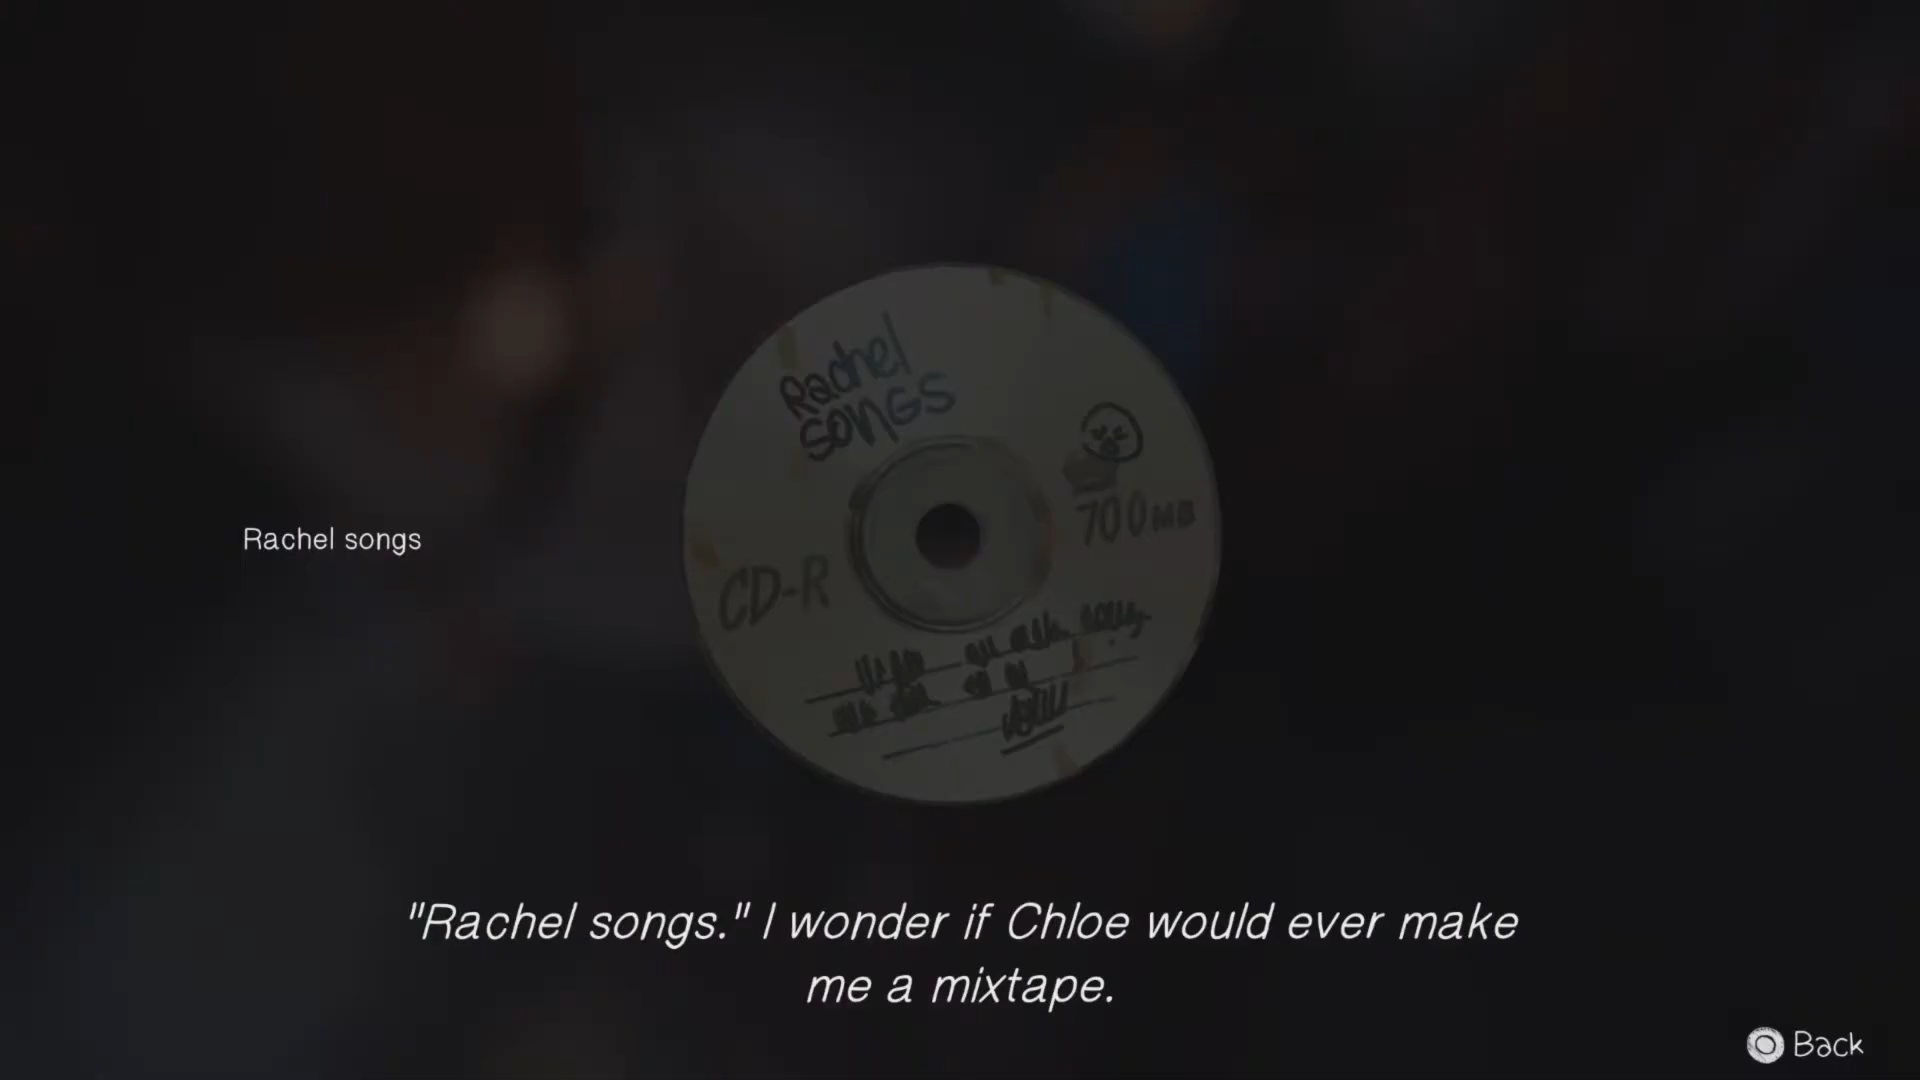 Rachel
SONGS
700MB
Rachel songs
CD-R
"Rachel songs." I wonder if Chloe would ever make
me a mixtape.
Back